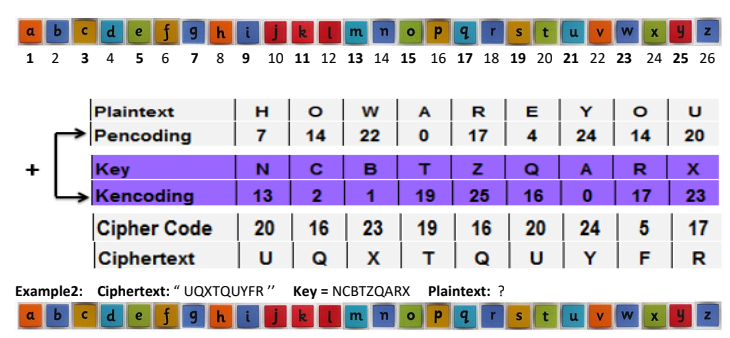 a b c d e f g h i j k l m n o p q r s t u v w x y z
1 2 3 4 5 6 7 8 9 10 11 12 13 14 15 16 17 18 19 20 21 22 23 24 25 26
Plaintext H O W A R E Y O U
Pencoding 7 14 22 0 17 4 24 14 20
+
Key N C B T Z Q A R X
Kencoding 13 2 1 19 25 16 0 17 23
Cipher Code 20 16 23 19 16 20 24 5 17
Ciphertext U Q X T Q U Y F R
Example2: Ciphertext: “ UQXTQUYFR ’’ Key = NCBTZQARX Plaintext: ?
a b c d e f g h i j k l m n o p q r s t u v w x y z